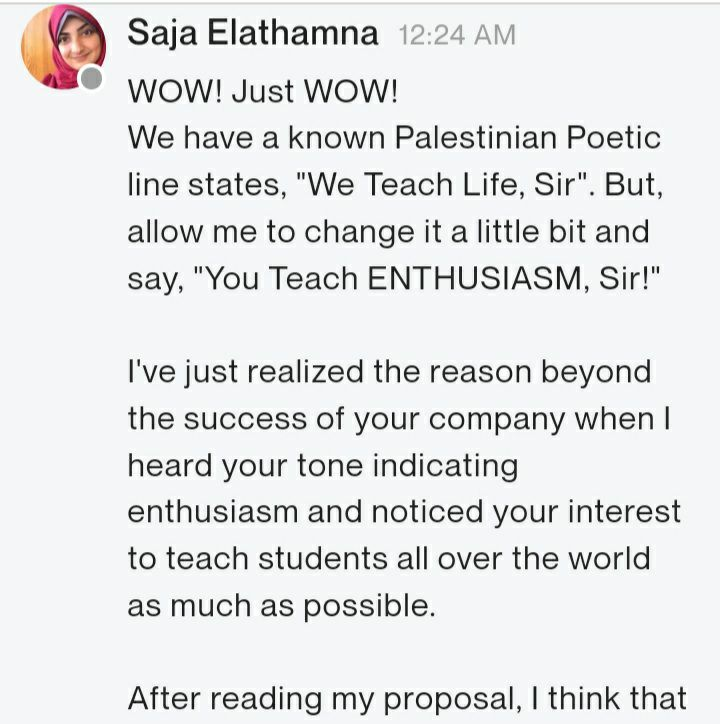 Saja Elathamna 12:24 AM
WOW! Just WOW!
We have a known Palestinian Poetic
line states, "We Teach Life, Sir". But,
allow me to change it a little bit and
say, "You Teach ENTHUSIASM, Sir!"
I've just realized the reason beyond
the success of your company when I
heard your tone indicating
enthusiasm and noticed your interest
to teach students all over the world
as much as possible.
After reading my proposal, I think that